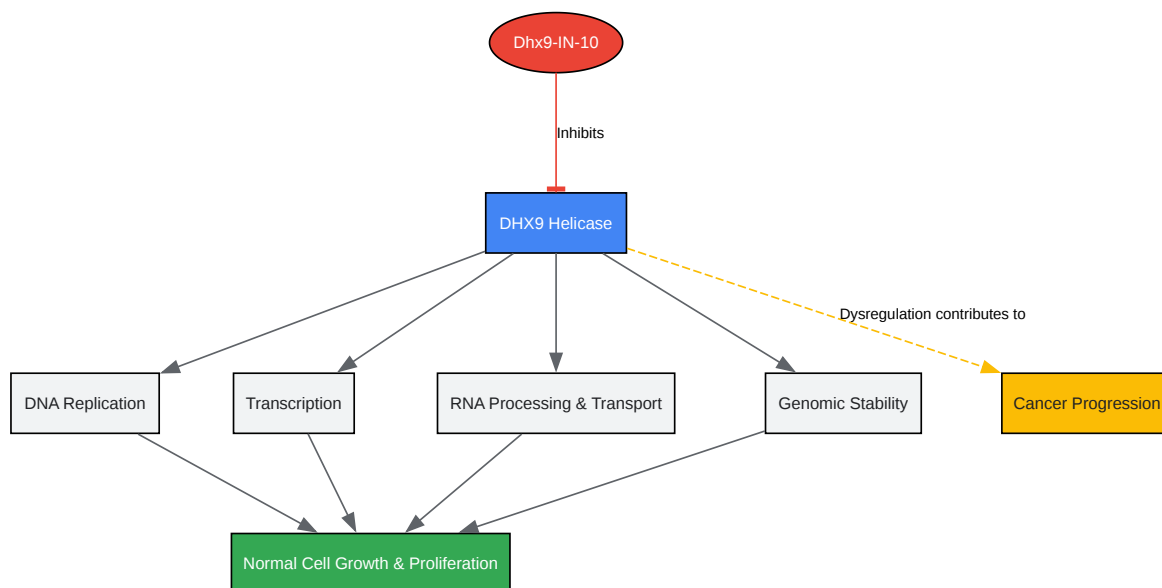 Dhx9-IN-10
Inhibits
DHX9 Helicase
Dysregulation contributes to
DNA Replication
Transcription
RNA Processing & Transport
Genomic Stability
Cancer Progression
Normal Cell Growth & Proliferation